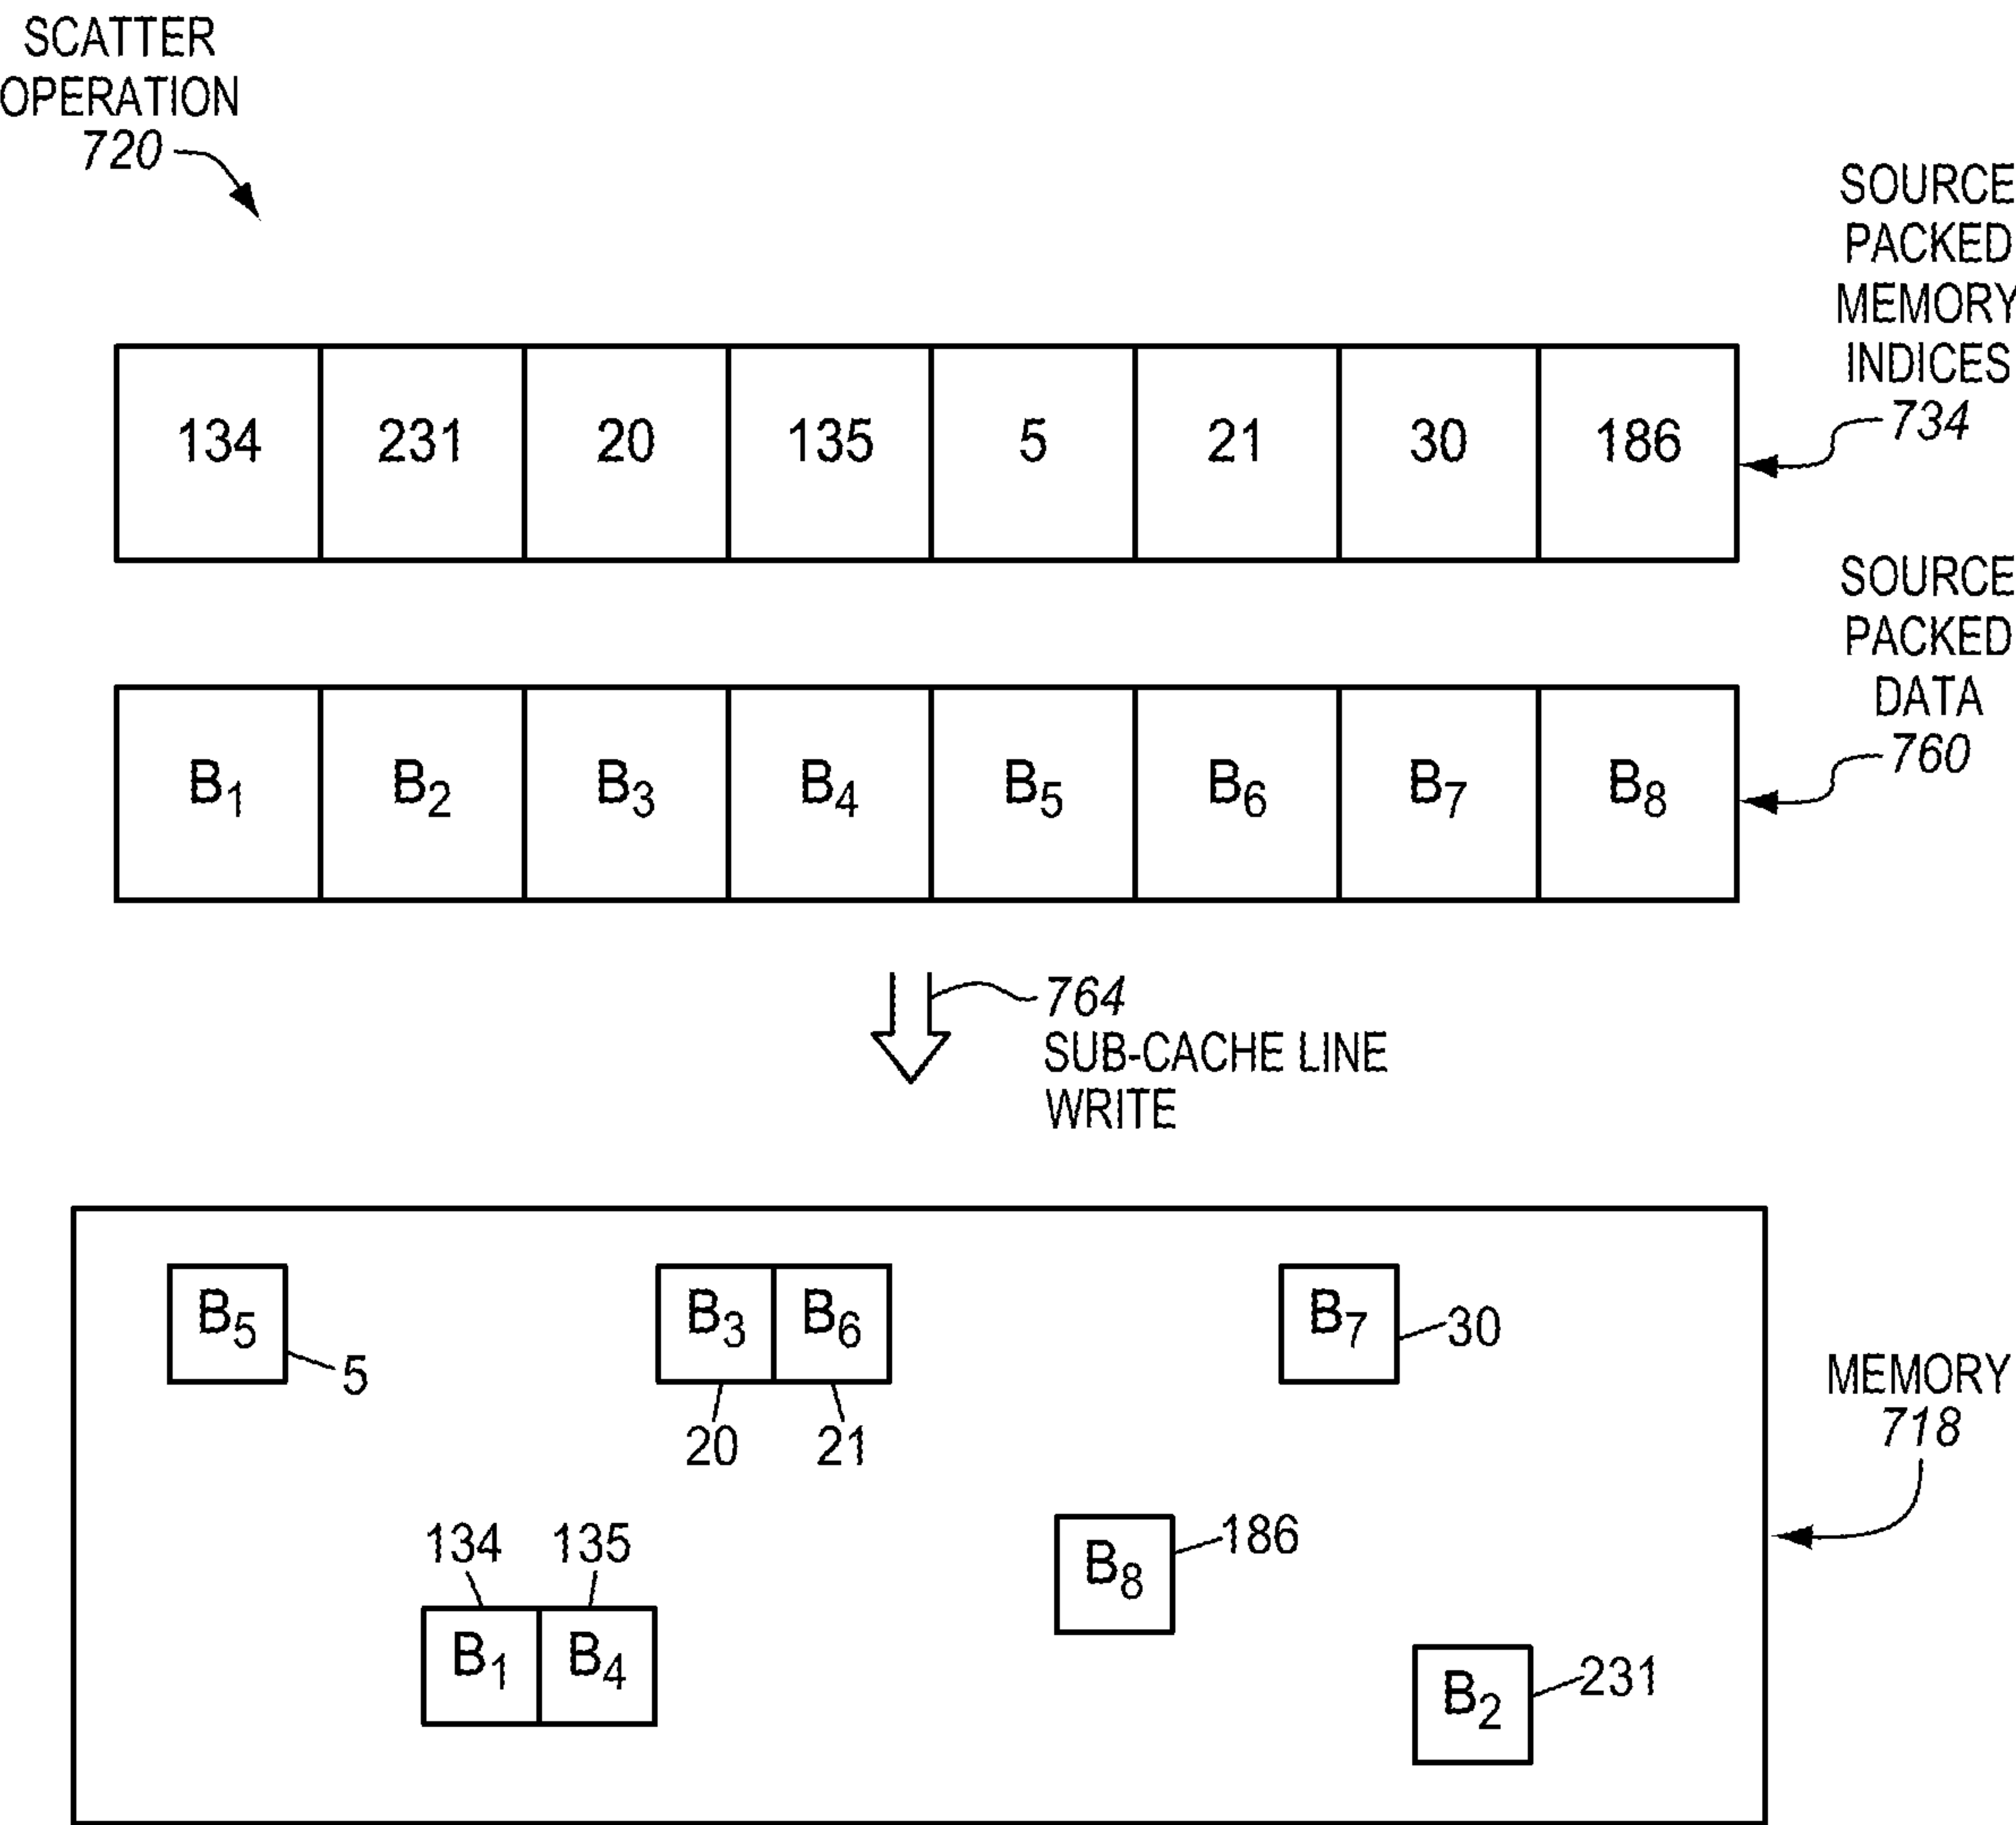 SCATTER
OPERATION
720
SOURCE
PACKED
MEMORY
INDICES
734
134 231 20 135 5 21 30 186
SOURCE
PACKED
DATA
760
B1 B2 B3 B4 B5 B6 B7 B8
764
SUB-CACHE LINE
WRITE
B5 B3 B6 B7
5 20 21 30
MEMORY
718
134 135 186
B1 B4 B8
B2 231